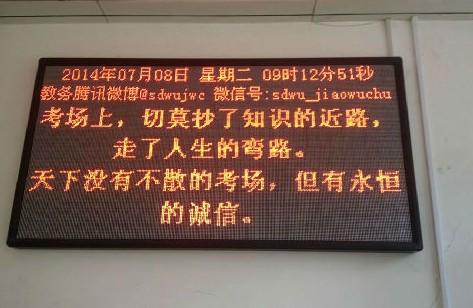 2014年07月08日 星期二 09时12分51秒
教务腾讯微博@sdwujwc 微信号:sdwu_jiaowuchu
考场上，切莫抄了知识的近路，
走了人生的弯路。
天下没有不散的考场，但有永恒
的诚信。